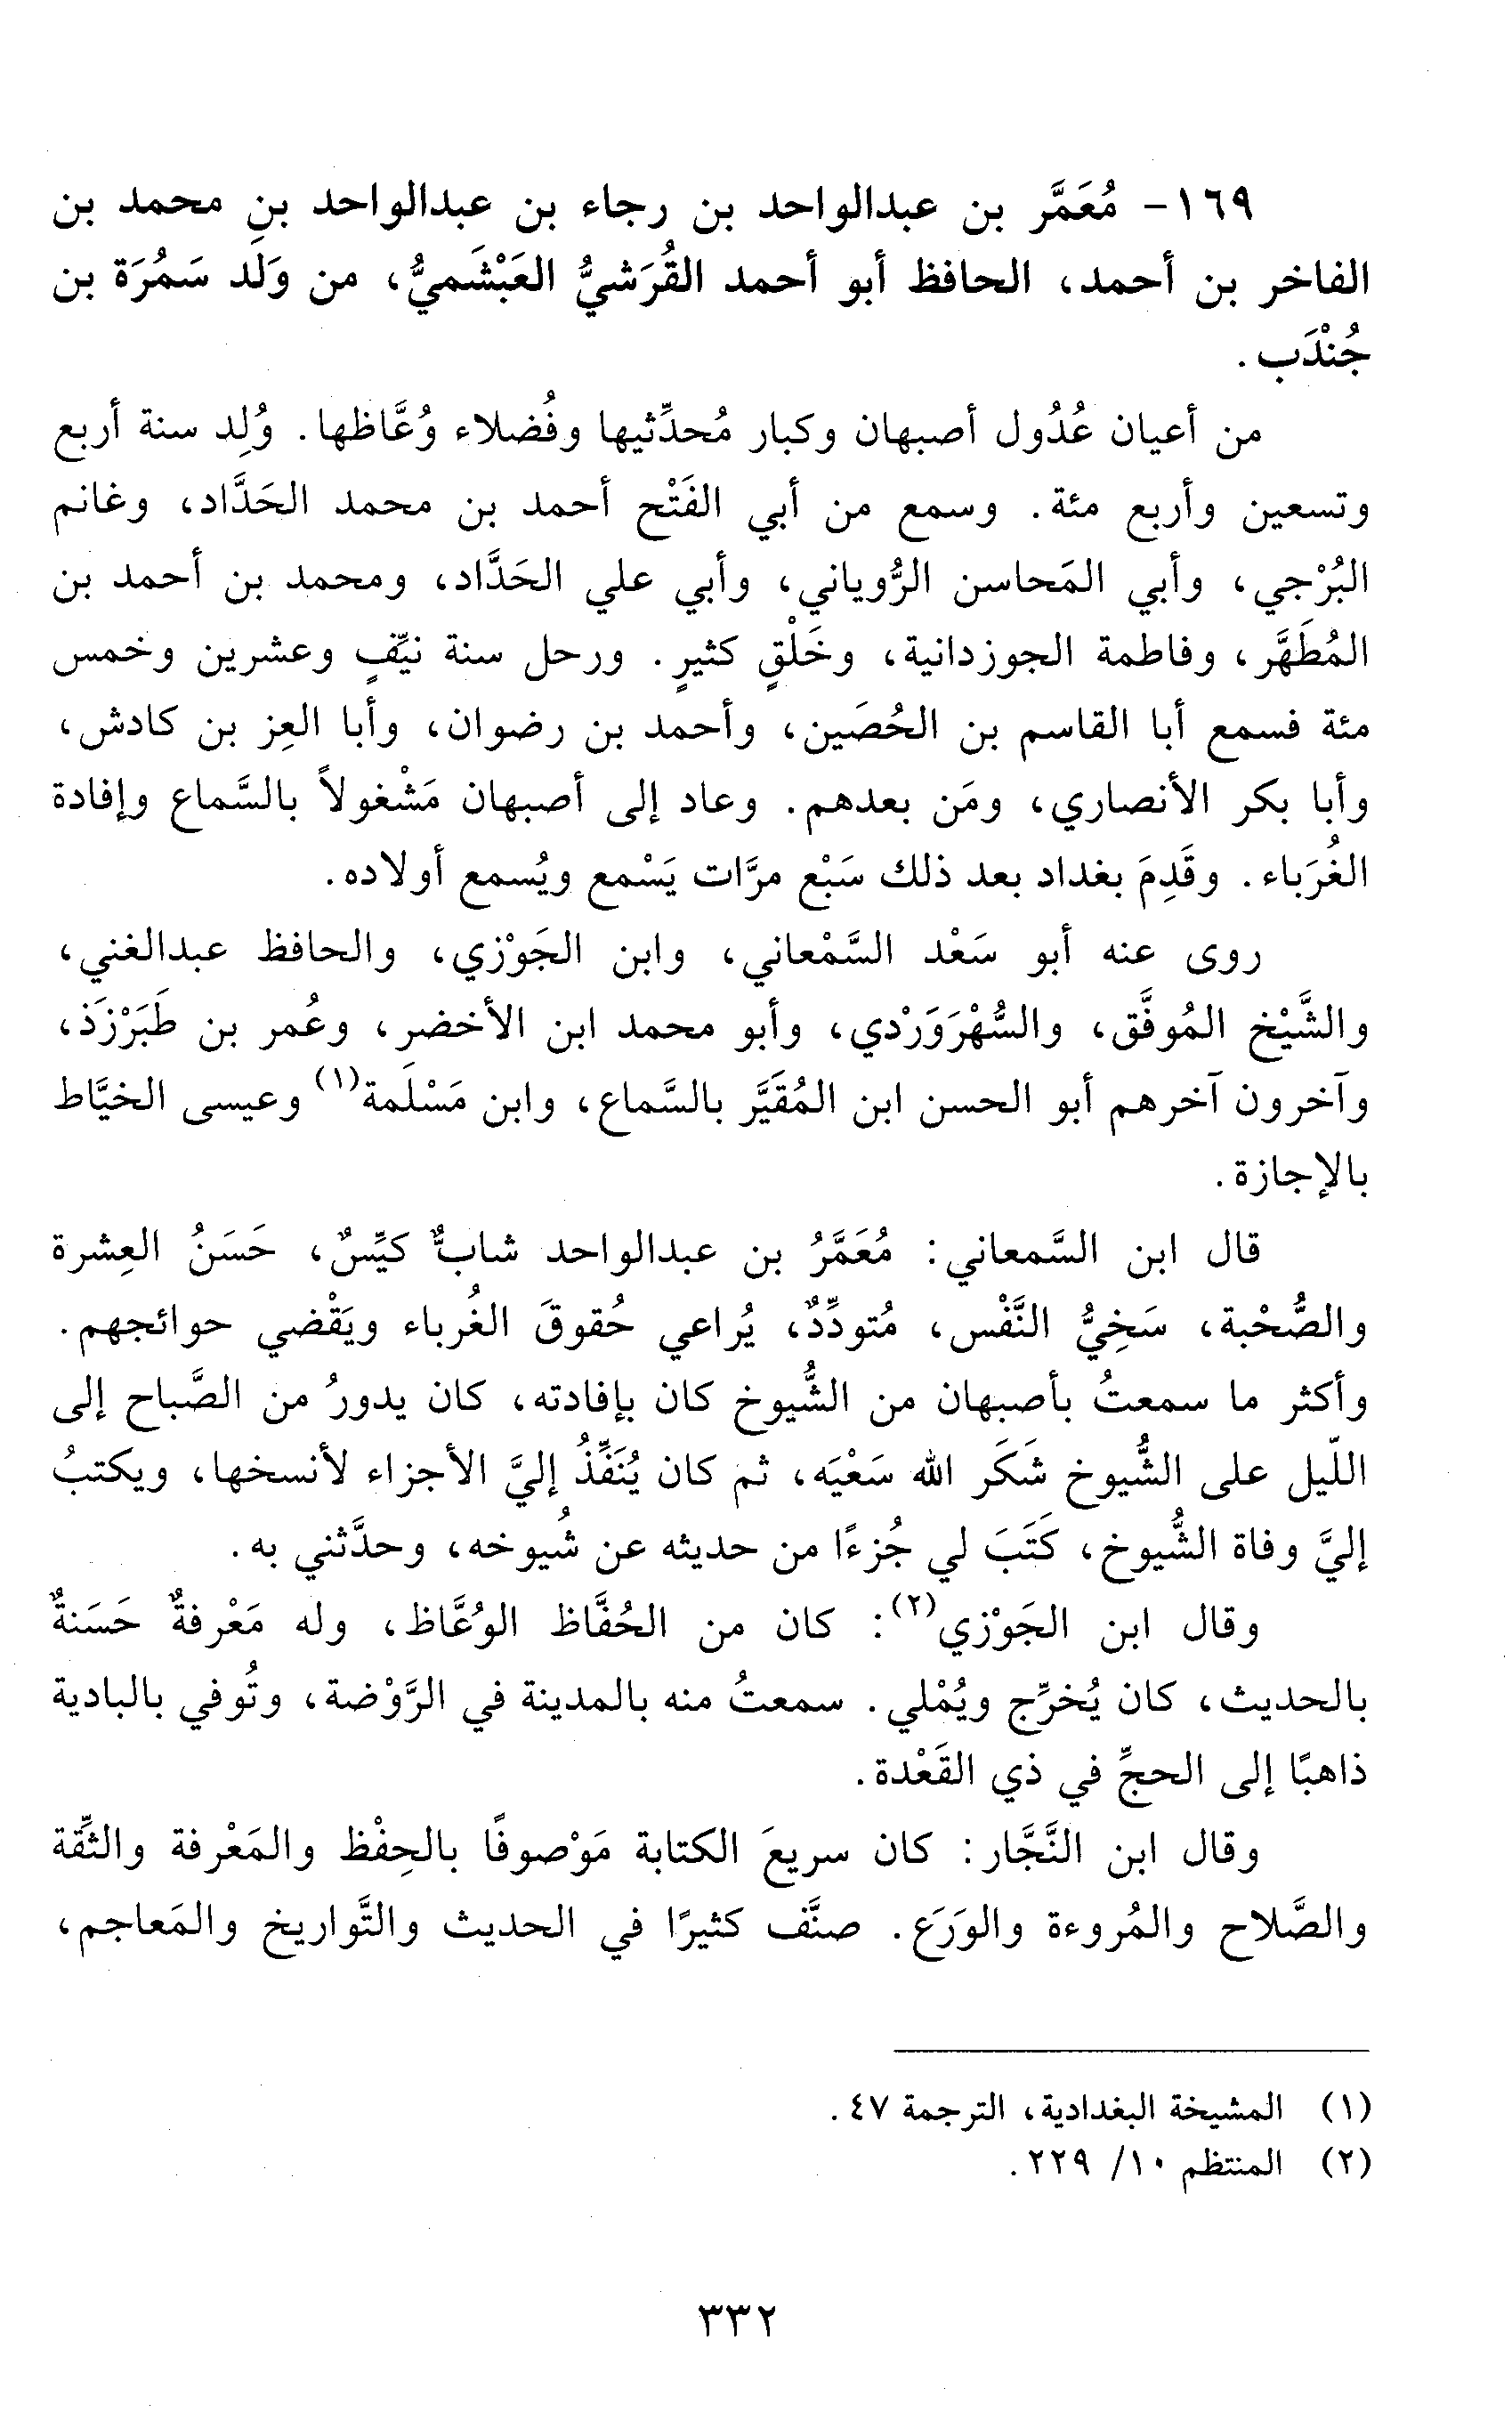 ١٦٩- مُعَمَّر بن عبدالواحد بن رجاء بن عبدالواحد بنِ محمد بن
الفاخر بن أحمد، الحافظ أبو أحمد القُرَشيُّ العَبْشَميُّ، من وَلَد سَمُرَة بن
جُنْدَب.
من أعيان عُدُول أصبهان وكبار مُحدِّثيها وفُضلاء وُعَّاظها. وُلِد سنة أربع
وتسعين وأربع مئة. وسمع من أبي الفَتْح أحمد بن محمد الحَدَّاد، وغانم
البُرْجي، وأبي المَحاسن الرُّوياني، وأبي علي الحَدَّاد، ومحمد بن أحمد بن
المُطَهَّر، وفاطمة الجوزدانية، وخَلْقٍ كثيرٍ. ورحل سنة نيِّفٍ وعشرين وخمس
مئة فسمع أبا القاسم بن الحُصَين، وأحمد بن رضوان، وأبا العِز بن كادش،
وأبا بكر الأنصاري، ومَن بعدهم. وعاد إلى أصبهان مَشْغولاً بالسَّماع وإفادة
الغُرَباء. وقَدِمَ بغداد بعد ذلك سَبْع مرَّات يَسْمع ويُسمع أولاده.
روى عنه أبو سَعْد السَّمْعاني، وابن الجَوْزي، والحافظ عبدالغني،
والشَّيْخ المُوفَّق، والسُّهْرَوَرْدي، وأبو محمد ابن الأخضر، وعُمر بن طَبَرْزَذ،
وآخرون آخرهم أبو الحسن ابن المُقَيَّر بالسَّماع، وابن مَسْلَمة(١) وعيسى الخيَّاط
بالإجازة.
قال ابن السَّمعاني: مُعَمَّرُ بن عبدالواحد شابٌّ كيِّسٌ، حَسَنُ العِشرة
والصُّحْبة، سَخِيُّ النَّفْس، مُتودِّدٌ، يُراعي حُقوقَ الغُرباء ويَقْضي حوائجهم.
وأكثر ما سمعتُ بأصبهان من الشُّيوخ كان بإفادته، كان يدورُ من الصَّباح إلى
اللّيل على الشُّيوخ شَكَر الله سَعْيَه، ثم كان يُنَفِّذُ إليَّ الأجزاء لأنسخها، ويكتبُ
إليَّ وفاة الشُّيوخ، كَتَبَ لي جُزءًا من حديثه عن شُيوخه، وحدَّثني به.
وقال ابن الجَوْزي(٢): كان من الحُفَّاظ الوُعَّاظ، وله مَعْرفةٌ حَسَنةٌ
بالحديث، كان يُخرِّج ويُمْلي. سمعتُ منه بالمدينة في الرَّوْضة، وتُوفي بالبادية
ذاهبًا إلى الحجِّ في ذي القَعْدة.
وقال ابن النَّجَّار: كان سريعَ الكتابة مَوْصوفًا بالحِفْظ والمَعْرفة والثِّقة
والصَّلاح والمُروءة والوَرَع. صنَّف كثيرًا في الحديث والتَّواريخ والمَعاجم،
(١) المشيخة البغدادية، الترجمة ٤٧.
(٢) المنتظم ١٠/ ٢٢٩.
٣٣٢